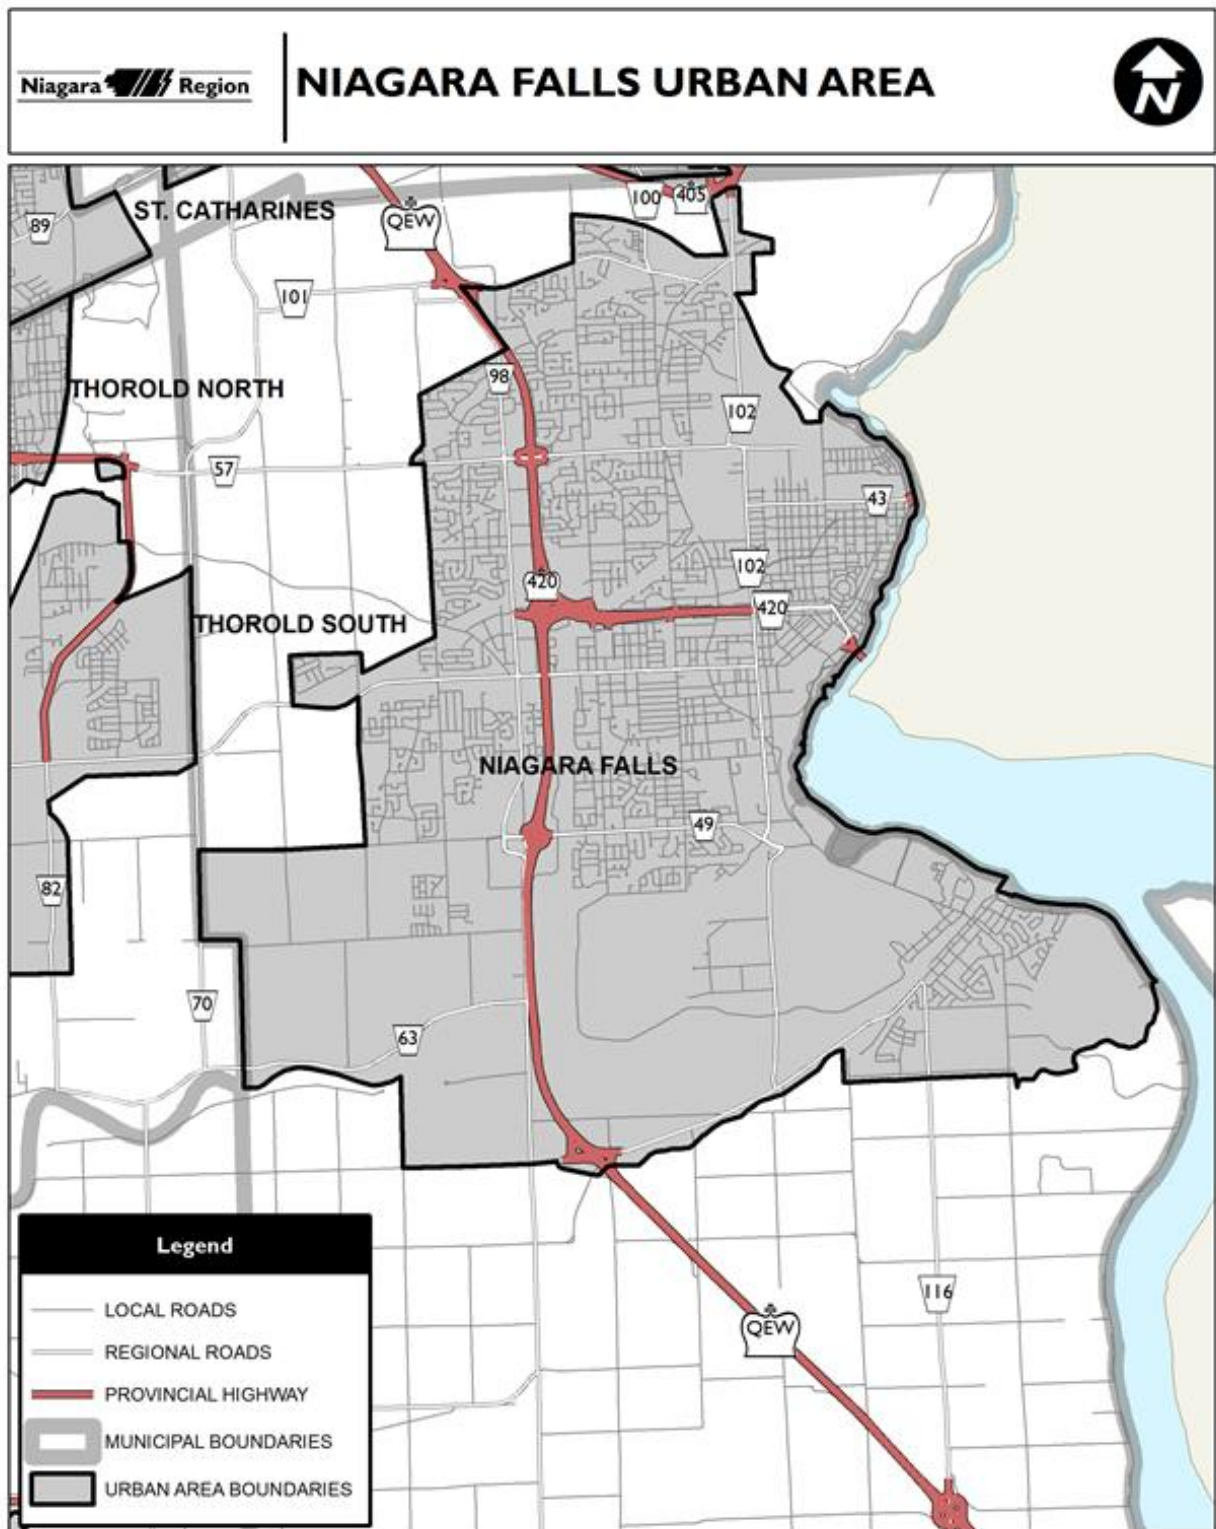 Niagara Region
NIAGARA FALLS URBAN AREA
N
100
405
89
ST. CATHARINES
QEW
101
98
THOROLD NORTH
102
57
43
102
420
420
THOROLD SOUTH
NIAGARA FALLS
49
82
70
63
Legend
LOCAL ROADS
REGIONAL ROADS
PROVINCIAL HIGHWAY
MUNICIPAL BOUNDARIES
URBAN AREA BOUNDARIES
116
QEW